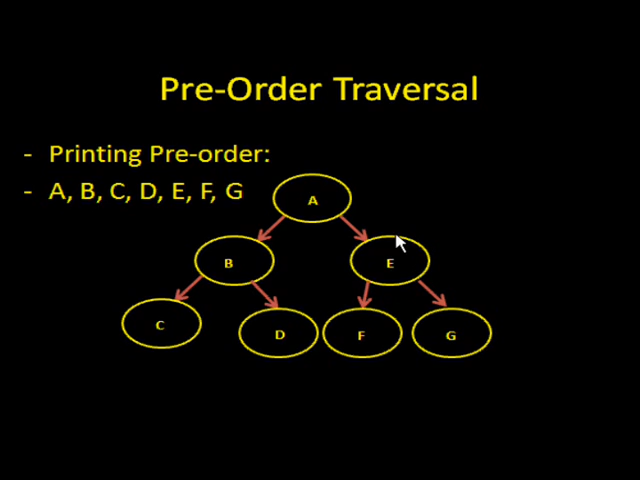 Pre-Order Traversal
- Printing Pre-order:
- A, B, C, D, E, F, G
A
B
E
C
D
F
G